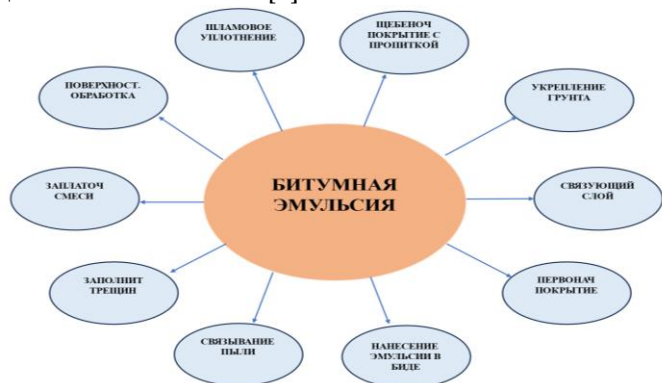 ШЛАМОВОЕ
УПЛОТНЕНИЕ
ЩЕБЕНОЧ
ПОКРЫТИЕ С
ПРОПИТКОЙ
ПОВЕРХНОСТ.
ОБРАБОТКА
УКРЕПЛЕНИЕ
ГРУНТА
БИТУМНАЯ
ЭМУЛЬСИЯ
ЗАПЛАТОЧ
СМЕСИ
СВЯЗУЮЩИЙ
СЛОЙ
ЗАПОЛНИТ
ТРЕЩИН
ПЕРВОНАЧ
ПОКРЫТИЕ
СВЯЗЫВАНИЕ
ПЫЛИ
НАНЕСЕНИЕ
ЭМУЛЬСИИ В
БИДЕ